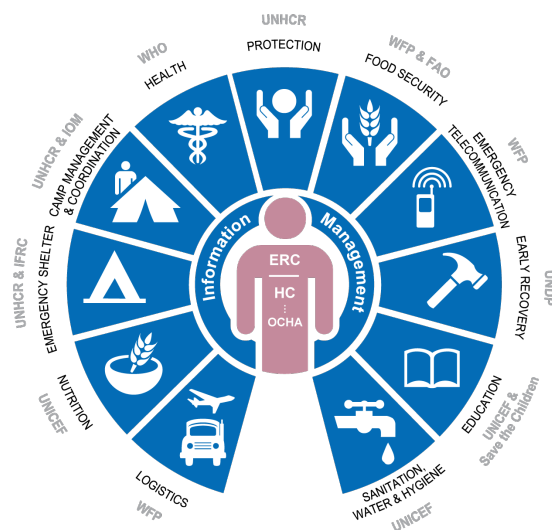 UNHCR
PROTECTION
WFP & FAO
FOOD SECURITY
WFP
EMERGENCY
TELECOMMUNICATION
UNDP
EARLY RECOVERY
UNICEF &
Save the Children
EDUCATION
SANITATION,
WATER & HYGIENE
UNICEF
LOGISTICS
WFP
NUTRITION
UNICEF
UNHCR & IFRC
EMERGENCY SHELTER
UNHCR & IOM
CAMP MANAGEMENT
& COORDINATION
WHO
HEALTH
Information
Management
ERC
HC
OCHA